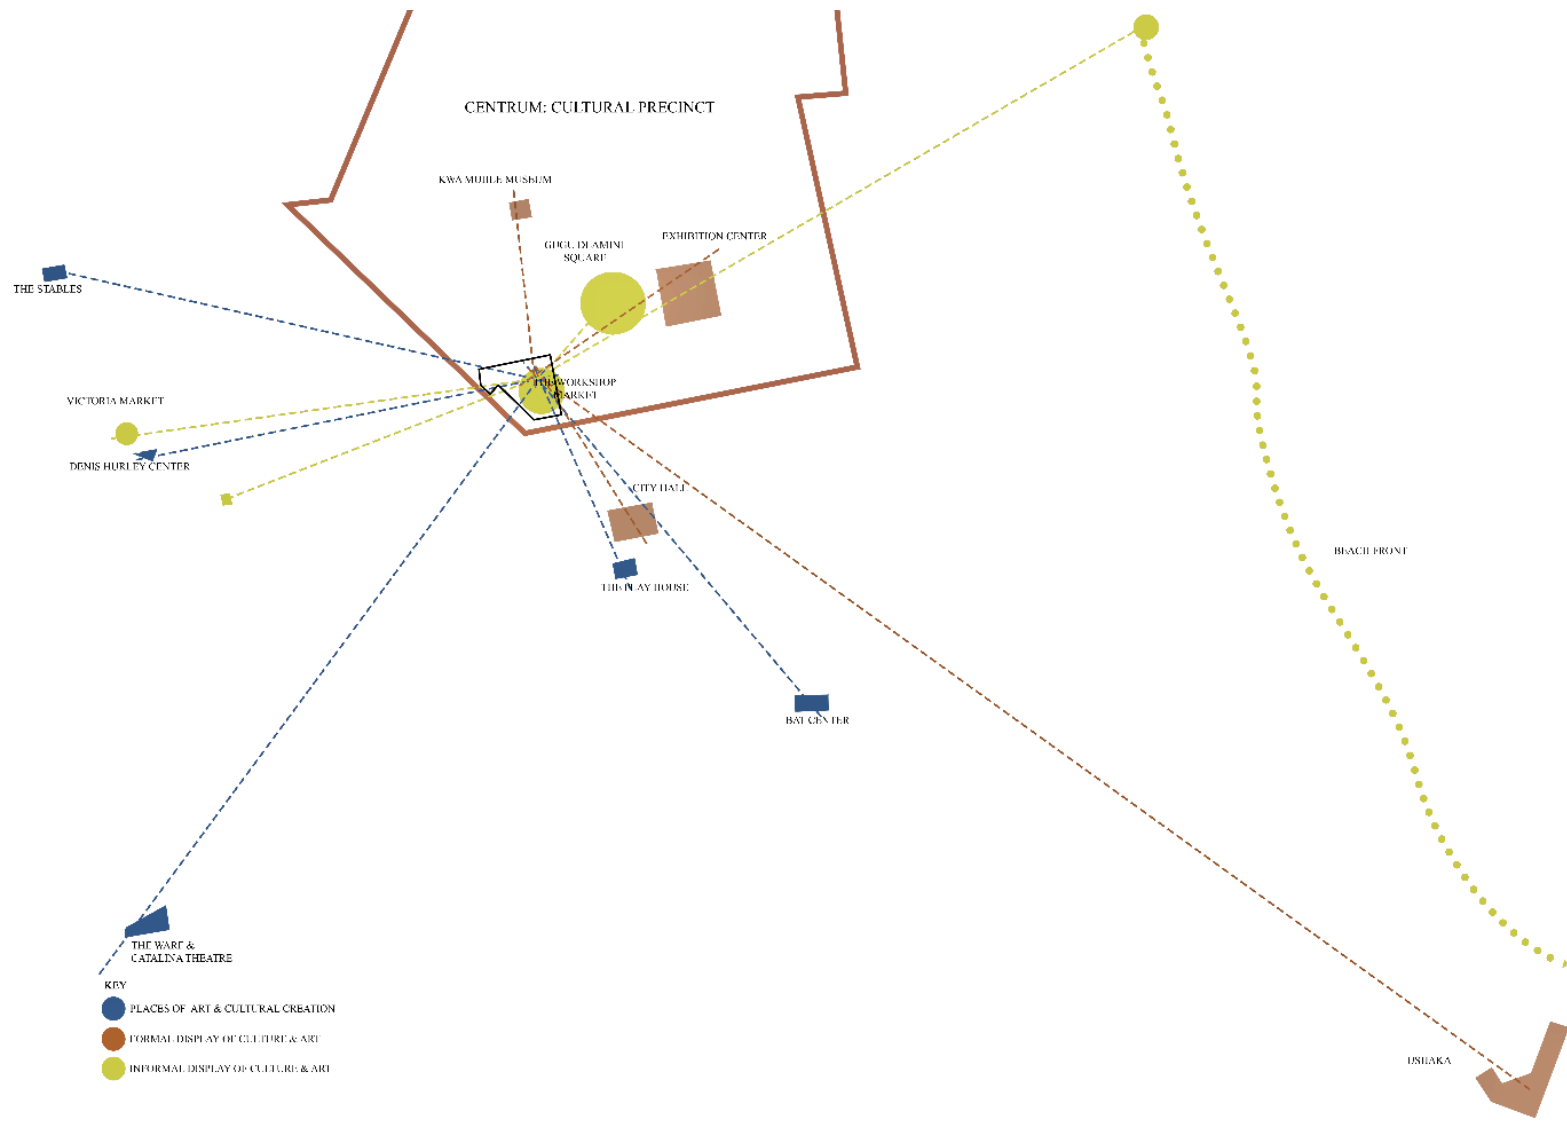 CENTRUM: CULTURAL PRECINCT
KWA MUHLE MUSEUM
GUGU DLAMINI
SQUARE
EXHIBITION CENTER
THE STABLES
THE WORKSHOP
MARKET
VICTORIA MARKET
DENIS HURLEY CENTER
CITY HALL
THE PLAY HOUSE
BEACH FRONT
BAT CENTER
THE WARF &
CATALINA THEATRE
KEY
PLACES OF ART & CULTURAL CREATION
FORMAL DISPLAY OF CULTURE & ART
INFORMAL DISPLAY OF CULTURE & ART
USHAKA